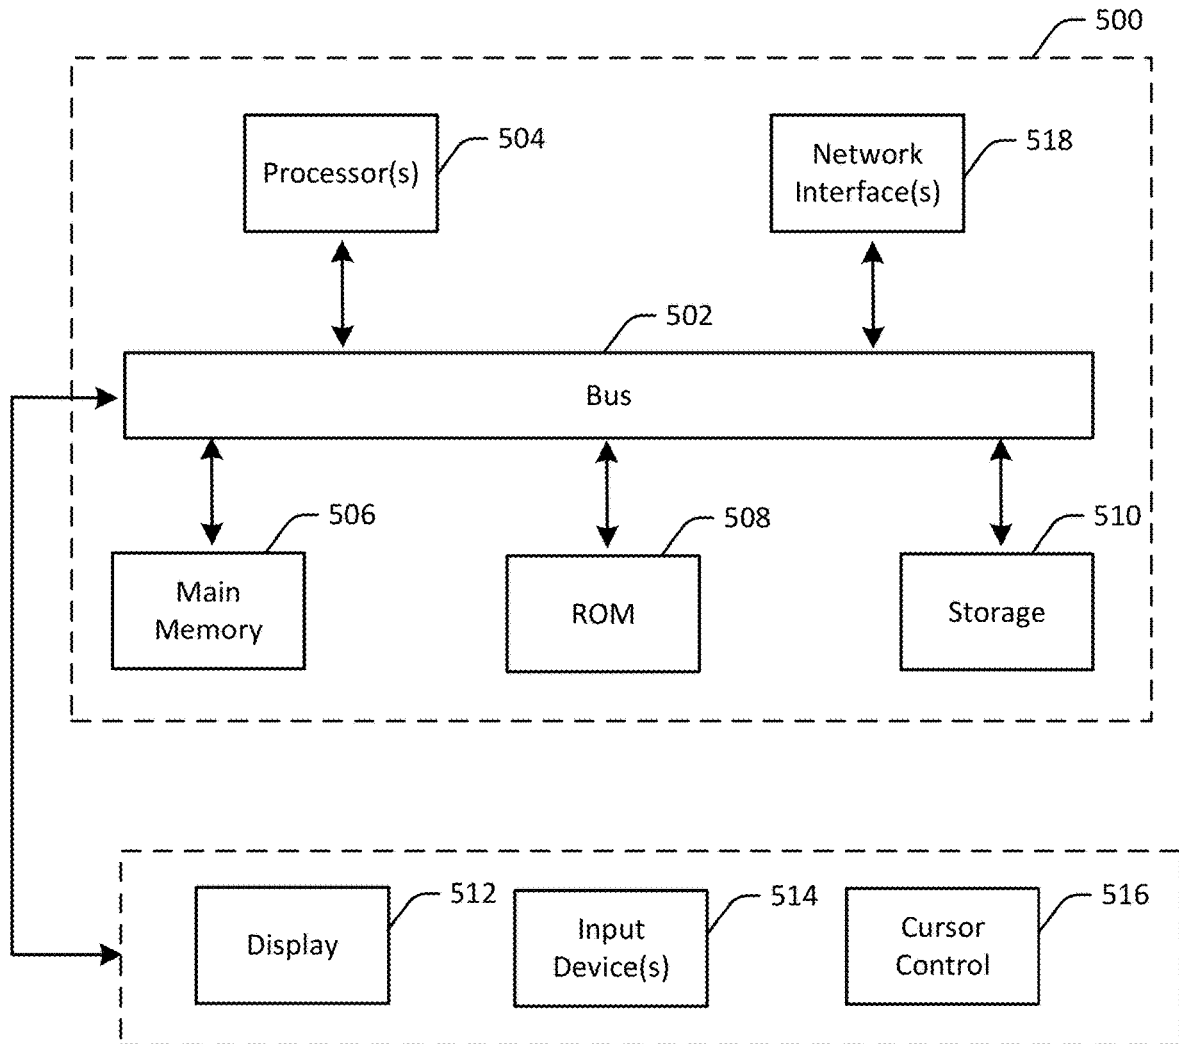 500
504
Processor(s)
518
Network
Interface(s)
502
Bus
506
Main
Memory
508
ROM
510
Storage
512
Display
514
Input
Device(s)
516
Cursor
Control